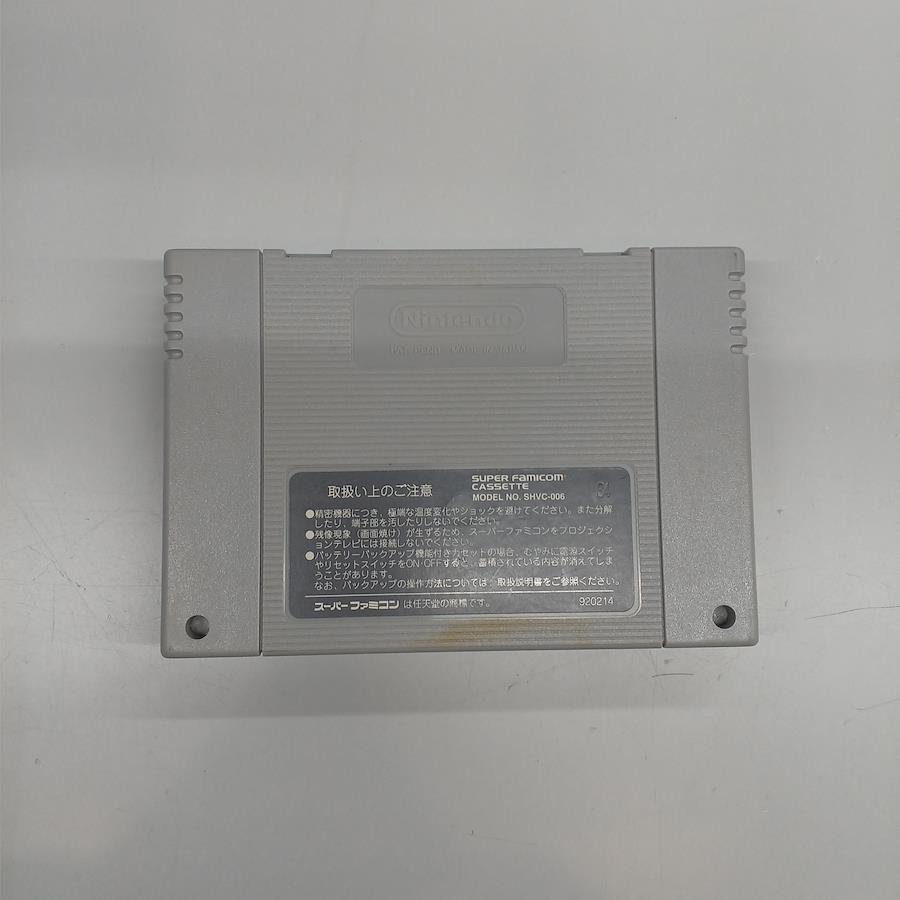 Nintendo
PAT. PEND. MADE IN JAPAN
取扱い上のご注意
SUPER FAMICOM
CASSETTE
MODEL NO. SHVC-006
●精密機器につき、極端な温度変化やショックを避けてください。また分解
したり、端子部を汚したりしないでください。
●残像現象（画面焼け）が生ずるため、スーパーファミコンをプロジェクシ
ョンテレビには接続しないでください。
●バッテリーバックアップ機能付きカセットの場合、むやみに電源スイッチ
やリセットスイッチをON・OFFすると、蓄積されている内容が消えてしま
うことがあります。
なお、バックアップの操作方法については、取扱説明書をご参照ください。
スーパーファミコン は任天堂の商標です。
920214